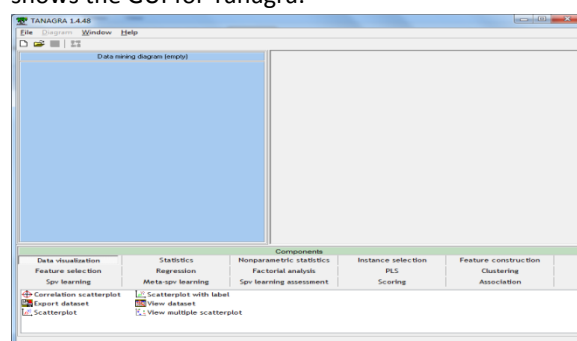 shows the GUI for Tanagra.
TANAGRA 1.4.48
File Diagram Window Help
Data mining diagram (empty)
Components
Data visualization Statistics Nonparametric statistics Instance selection Feature construction
Feature selection Regression Factorial analysis PLS Clustering
Spv learning Meta-spv learning Spv learning assessment Scoring Association
Correlation scatterplot Scatterplot with label
Export dataset View dataset
Scatterplot View multiple scatterplot